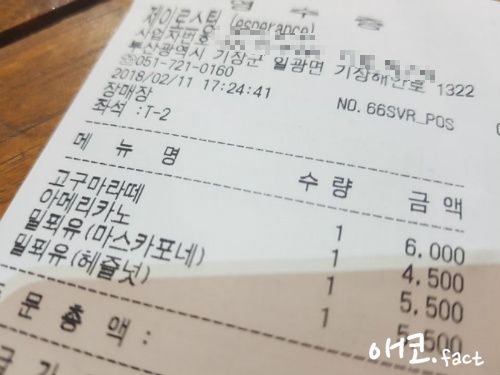 영 수 증
제이로스팅 (esperanco)
사업자번호
부산광역시 기장군 일광면 기장해안로 1322
☎051-721-0160
2018/02/11 17:24:41 NO.66SVR_POS
장매장
좌석 :T-2
메 뉴 명 수 량 금 액
고구마라떼 1 6,000
아메리카노 1 4,500
밀푀유(마스카포네) 1 5,500
밀푀유(헤즐넛) 1 5,500
액 :
애코.fact